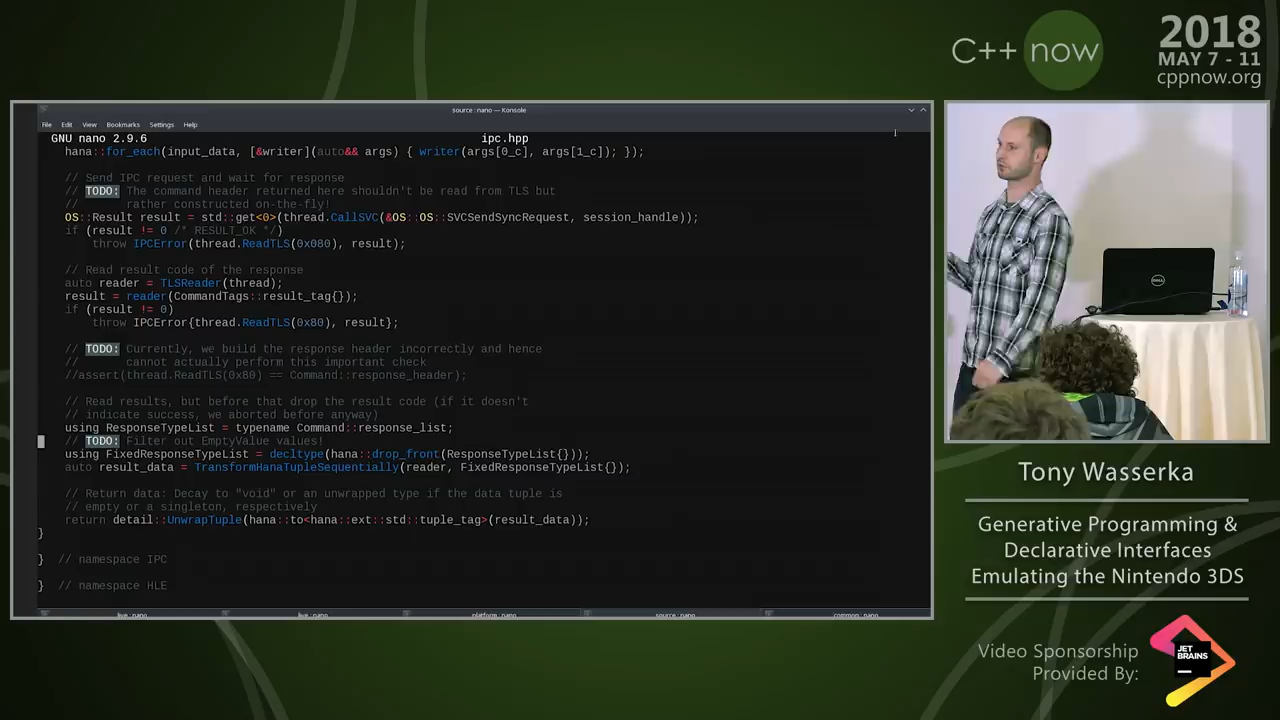 C++ now
2018
MAY 7 - 11
cppnow.org
source : nano — Konsole
File Edit View Bookmarks Settings Help
GNU nano 2.9.6 ipc.hpp
hana::for_each(input_data, [&writer](auto&& args) { writer(args[0_c], args[1_c]); });
// Send IPC request and wait for response
// TODO: The command header returned here shouldn't be read from TLS but
// rather constructed on-the-fly!
OS::Result result = std::get<0>(thread.CallSVC(&OS::OS::SVCSendSyncRequest, session_handle));
if (result != 0 /* RESULT_OK */)
throw IPCError(thread.ReadTLS(0x080), result);
// Read result code of the response
auto reader = TLSReader(thread);
result = reader(CommandTags::result_tag{});
if (result != 0)
throw IPCError{thread.ReadTLS(0x80), result};
// TODO: Currently, we build the response header incorrectly and hence
// cannot actually perform this important check
//assert(thread.ReadTLS(0x80) == Command::response_header);
// Read results, but before that drop the result code (if it doesn't
// indicate success, we aborted before anyway)
using ResponseTypeList = typename Command::response_list;
// TODO: Filter out EmptyValue values!
using FixedResponseTypeList = decltype(hana::drop_front(ResponseTypeList{}));
auto result_data = TransformHanaTupleSequentially(reader, FixedResponseTypeList{});
// Return data: Decay to "void" or an unwrapped type if the data tuple is
// empty or a singleton, respectively
return detail::UnwrapTuple(hana::to<hana::ext::std::tuple_tag>(result_data));
}
} // namespace IPC
} // namespace HLE
live : nano live : nano platform : nano source : nano common : nano
DELL
Tony Wasserka
Generative Programming &
Declarative Interfaces
Emulating the Nintendo 3DS
Video Sponsorship
Provided By:
JET
BRAINS